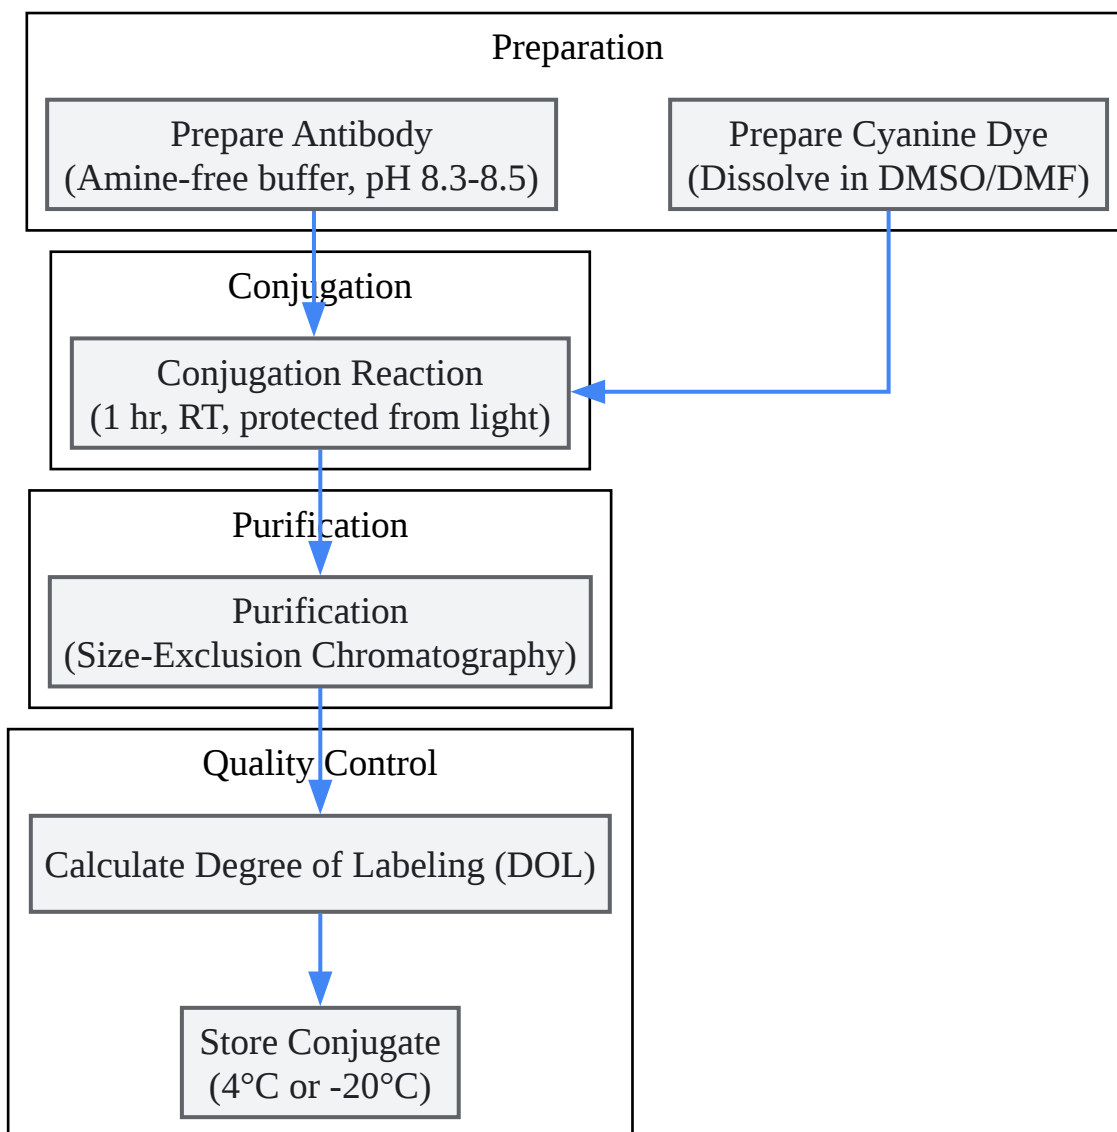 Preparation
Prepare Antibody
(Amine-free buffer, pH 8.3-8.5)
Prepare Cyanine Dye
(Dissolve in DMSO/DMF)
Conjugation
Conjugation Reaction
(1 hr, RT, protected from light)
Purification
Purification
(Size-Exclusion Chromatography)
Quality Control
Calculate Degree of Labeling (DOL)
Store Conjugate
(4°C or -20°C)